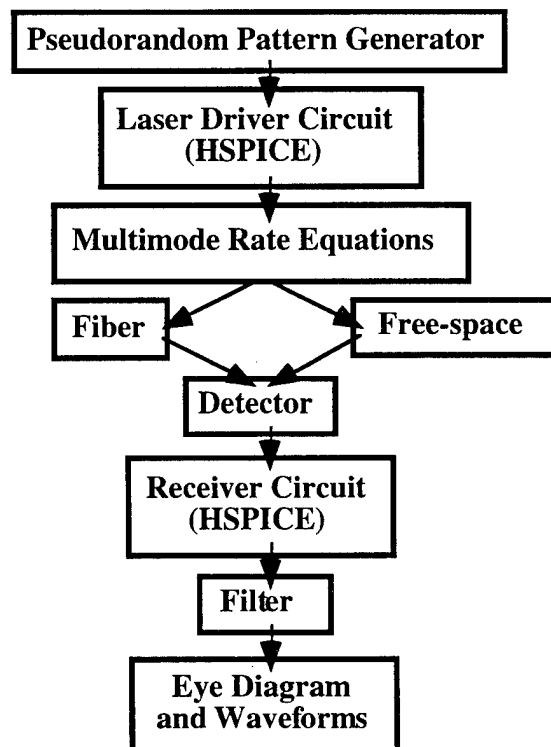 Pseudorandom Pattern Generator
Laser Driver Circuit
(HSPICE)
Multimode Rate Equations
Fiber
Free-space
Detector
Receiver Circuit
(HSPICE)
Filter
Eye Diagram
and Waveforms